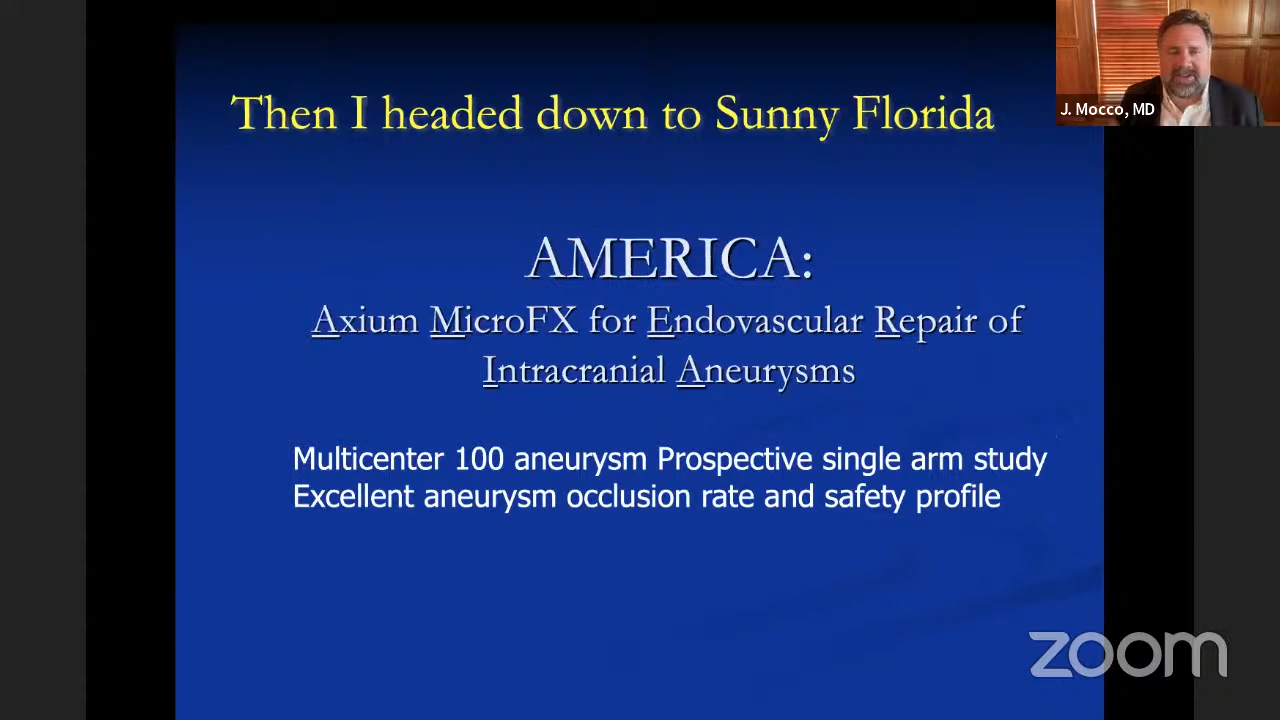 Then I headed down to Sunny Florida
J. Mocco, MD
AMERICA:
Axium MicroFX for Endovascular Repair of
Intracranial Aneurysms
Multicenter 100 aneurysm Prospective single arm study
Excellent aneurysm occlusion rate and safety profile
zoom